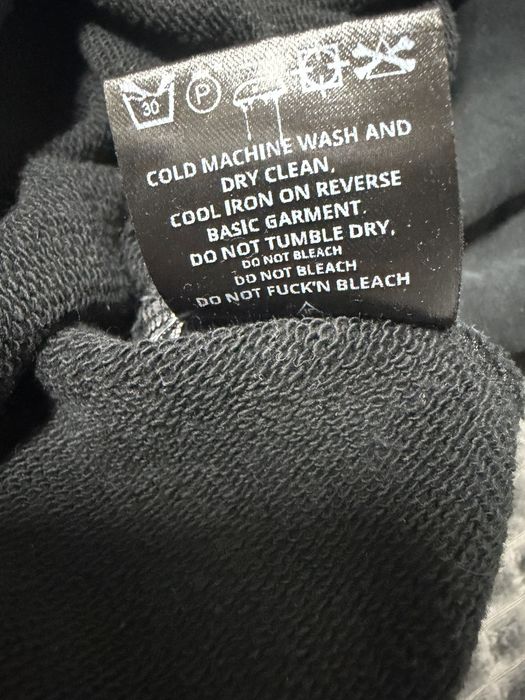 30
P
COLD MACHINE WASH AND
DRY CLEAN,
COOL IRON ON REVERSE
BASIC GARMENT.
DO NOT TUMBLE DRY,
DO NOT BLEACH
DO NOT BLEACH
DO NOT FUCK'N BLEACH